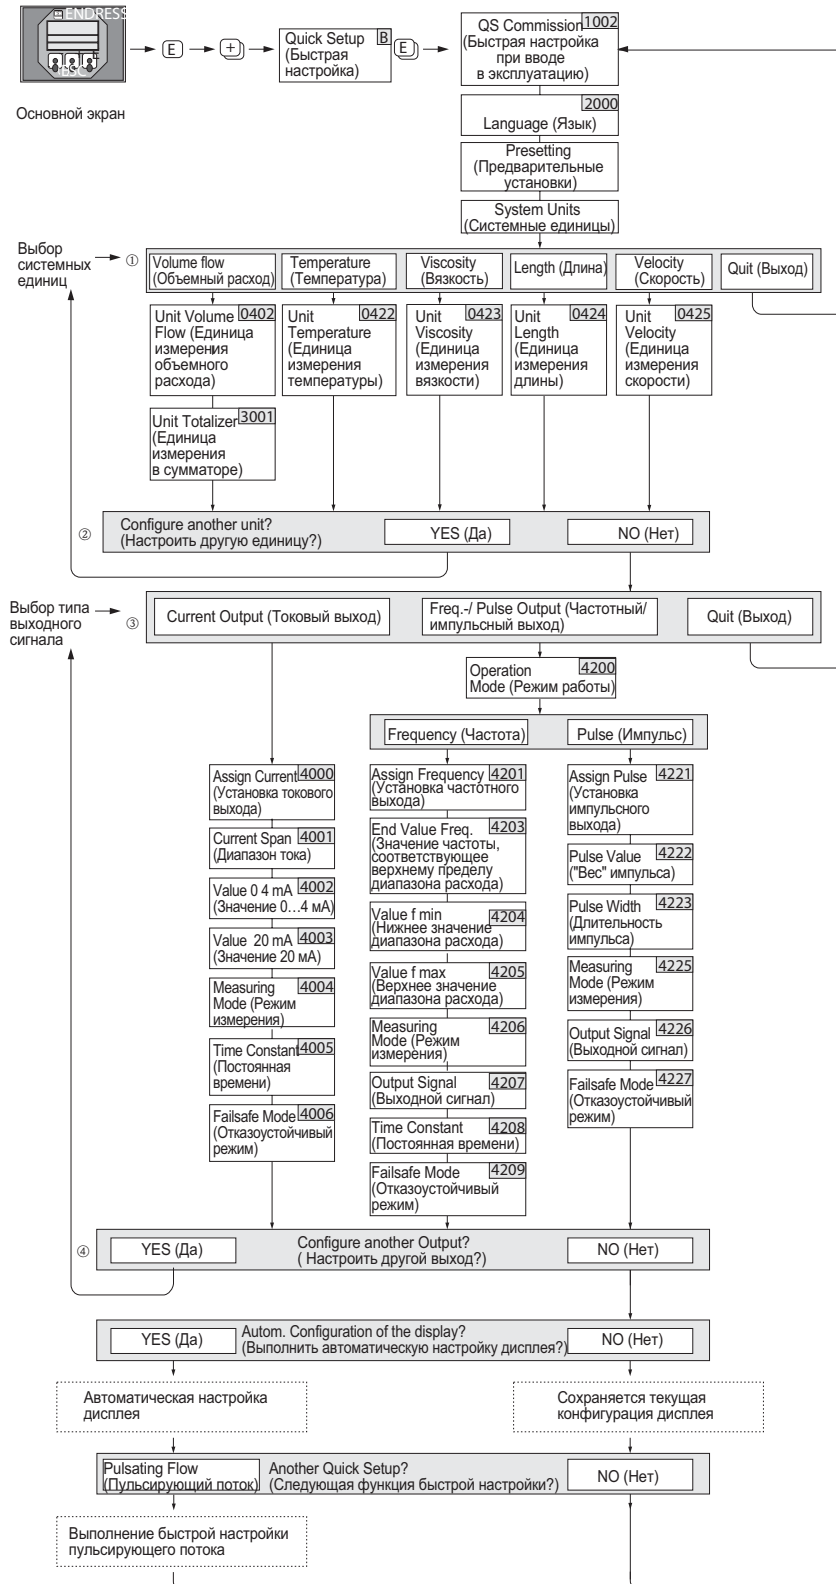 ENDRESS
ESC
E
+
Quick Setup B
(Быстрая
настройка)
E
QS Commission 1002
(Быстрая настройка
при вводе
в эксплуатацию)
Основной экран
2000
Language (Язык)
Presetting
(Предварительные
установки)
System Units
(Системные единицы)
Выбор
системных
единиц
①
Volume flow
(Объемный расход)
Temperature
(Температура)
Viscosity
(Вязкость)
Length (Длина)
Velocity
(Скорость)
Quit (Выход)
Unit Volume 0402
Flow (Единица
измерения
объемного
расхода)
Unit 0422
Temperature
(Единица
измерения
температуры)
Unit 0423
Viscosity
(Единица
измерения
вязкости)
Unit 0424
Length
(Единица
измерения
длины)
Unit 0425
Velocity
(Единица
измерения
скорости)
Unit Totalizer 3001
(Единица
измерения
в сумматоре)
②
Configure another unit?
(Настроить другую единицу?)
YES (Да)
NO (Нет)
Выбор типа
выходного
сигнала
③
Current Output (Токовый выход)
Freq.-/ Pulse Output (Частотный/
импульсный выход)
Quit (Выход)
Operation 4200
Mode (Режим работы)
Frequency (Частота)
Pulse (Импульс)
Assign Current 4000
(Установка токового
выхода)
Current Span 4001
(Диапазон тока)
Value 0 4 mA 4002
(Значение 0…4 мА)
Value 20 mA 4003
(Значение 20 мА)
Measuring 4004
Mode (Режим
измерения)
Time Constant 4005
(Постоянная
времени)
Failsafe Mode 4006
(Отказоустойчивый
режим)
Assign Frequency 4201
(Установка частотного
выхода)
End Value Freq. 4203
(Значение частоты,
соответствующее
верхнему пределу
диапазона расхода)
Value f min 4204
(Нижнее значение
диапазона расхода)
Value f max 4205
(Верхнее значение
диапазона расхода)
Measuring 4206
Mode (Режим
измерения)
Output Signal 4207
(Выходной сигнал)
Time Constant 4208
(Постоянная времени)
Failsafe Mode 4209
(Отказоустойчивый
режим)
Assign Pulse 4221
(Установка
импульсного
выхода)
Pulse Value 4222
("Вес" импульса)
Pulse Width 4223
(Длительность
импульса)
Measuring 4225
Mode (Режим
измерения)
Output Signal 4226
(Выходной сигнал)
Failsafe Mode 4227
(Отказоустойчивый
режим)
④
YES (Да)
Configure another Output?
( Настроить другой выход?)
NO (Нет)
YES (Да)
Autom. Configuration of the display?
(Выполнить автоматическую настройку дисплея?)
NO (Нет)
Автоматическая настройка
дисплея
Сохраняется текущая
конфигурация дисплея
Pulsating Flow
(Пульсирующий поток)
Another Quick Setup?
(Следующая функция быстрой настройки?)
NO (Нет)
Выполнение быстрой настройки
пульсирующего потока